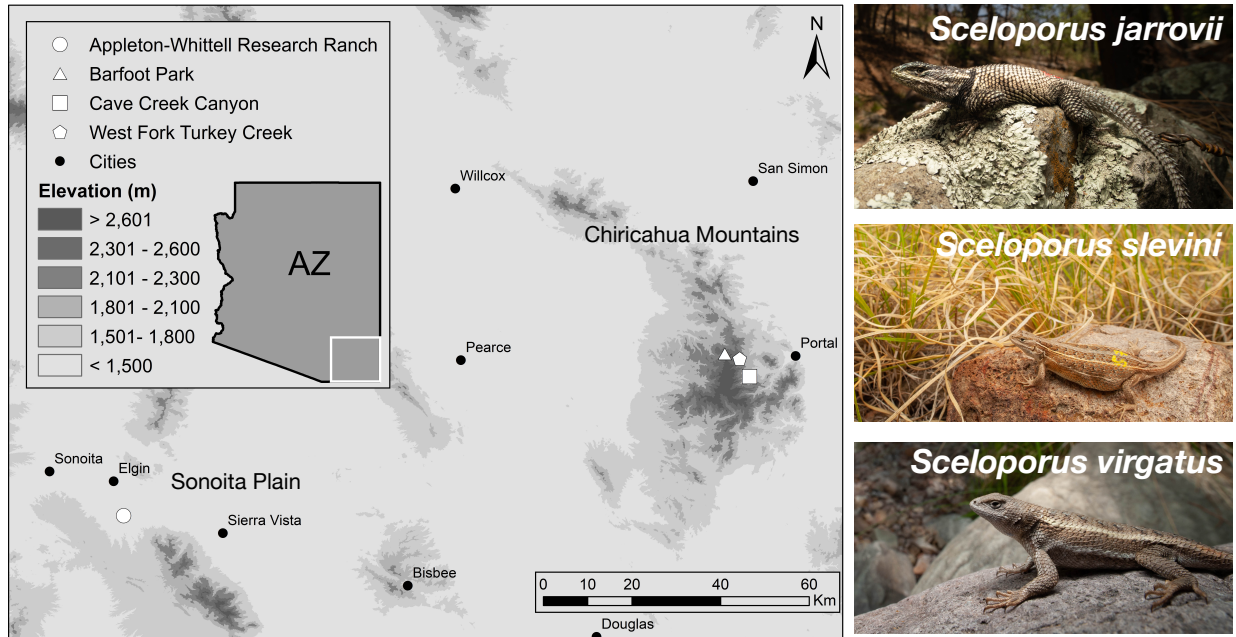 Appleton-Whittell Research Ranch
Barfoot Park
Cave Creek Canyon
West Fork Turkey Creek
Cities
Elevation (m)
> 2,601
2,301 - 2,600
2,101 - 2,300
1,801 - 2,100
1,501- 1,800
< 1,500
AZ
N
Willcox
San Simon
Chiricahua Mountains
Pearce
Portal
Sonoita
Elgin
Sonoita Plain
Sierra Vista
Bisbee
Douglas
0 10 20 40 60
Km
Sceloporus jarrovii
Sceloporus slevini
51
Sceloporus virgatus